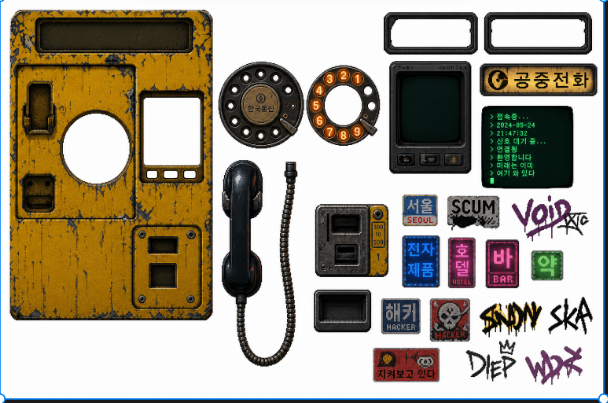 공중전화
3 2 1
4
5
6
7 8 9
한국통신
> 접속중...
> 2024-05-24
> 21:47:32
> 신호 대기 중...
> 연결됨
> 환영합니다
> 미래는 이미
> 여기 와 있다
서울
SEOUL
SCUM
VOID
XTC
전자
제품
호
텔
HOTEL
바
BAR
약
1
해커
HACKER
HACKER
SKA
지켜보고 있다
DIEP